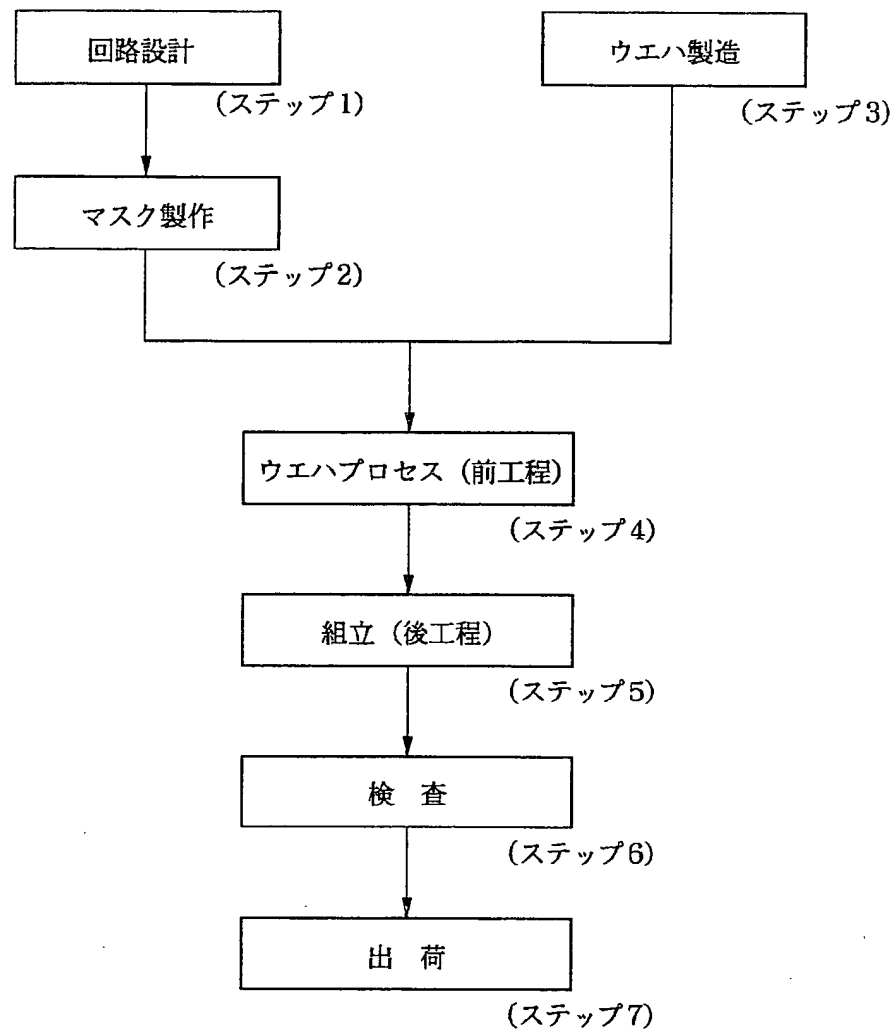 回路設計
(ステップ1)
ウエハ製造
(ステップ3)
マスク製作
(ステップ2)
ウエハプロセス (前工程)
(ステップ4)
組立 (後工程)
(ステップ5)
検 査
(ステップ6)
出 荷
(ステップ7)